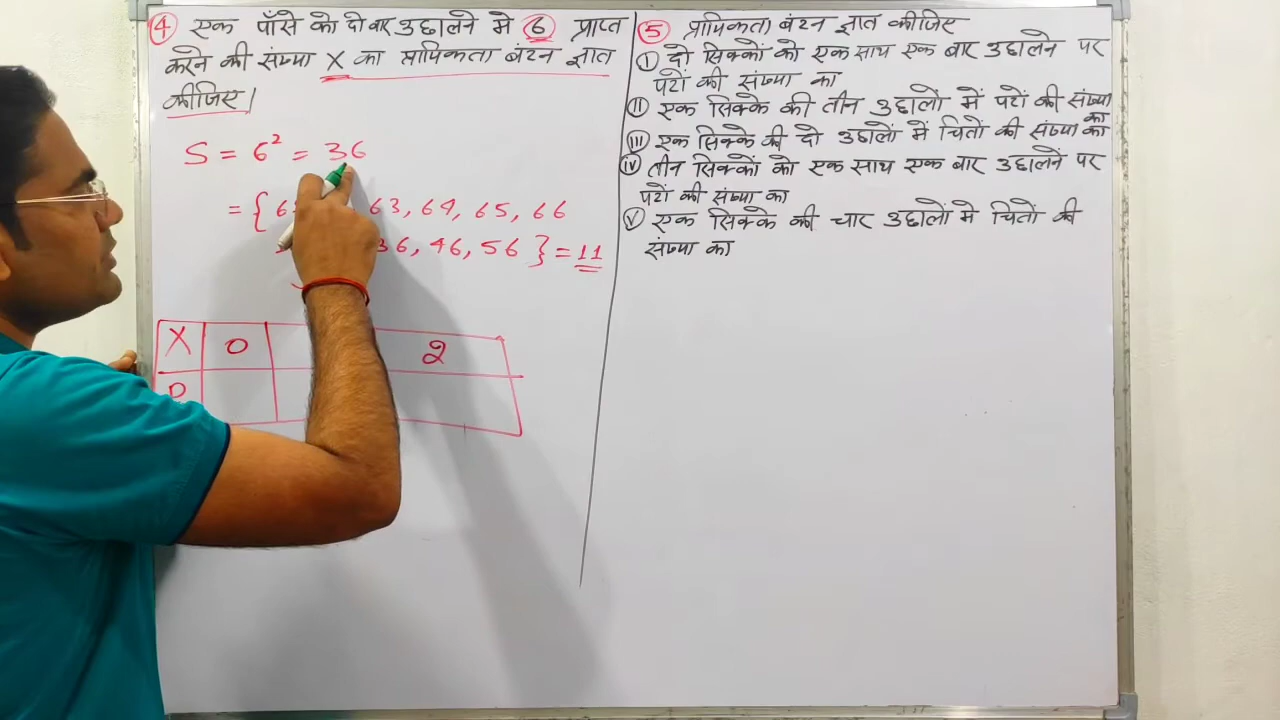 ④ एक पाँसे को दो बार उछालने में 6 प्राप्त
करने की संख्या X का प्रायिकता बंटन ज्ञात
कीजिए।
S = 6² = 36
= { 63, 64, 65, 66
36, 46, 56 } = 11
X 0 2
P
⑤ प्रायिकता बंटन ज्ञात कीजिए
Ⓘ दो सिक्कों को एक साथ एक बार उछालने पर
पटों की संख्या का
Ⅱ एक सिक्के की तीन उछालों में पटों की संख्या
का
Ⅲ एक सिक्के की दो उछालों में चितों की संख्या का
Ⅳ तीन सिक्कों को एक साथ एक बार उछालने पर
पटों की संख्या का
Ⅴ एक सिक्के की चार उछालों में चितों की
संख्या का